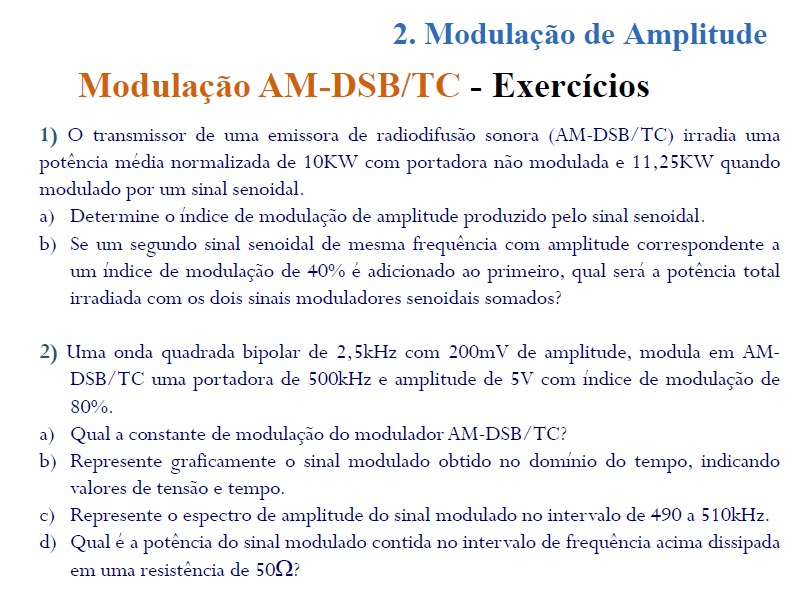 2. Modulação de Amplitude
Modulação AM-DSB/TC - Exercícios
1) O transmissor de uma emissora de radiodifusão sonora (AM-DSB/TC) irradia uma
potência média normalizada de 10KW com portadora não modulada e 11,25KW quando
modulado por um sinal senoidal.
a) Determine o índice de modulação de amplitude produzido pelo sinal senoidal.
b) Se um segundo sinal senoidal de mesma frequência com amplitude correspondente a
um índice de modulação de 40% é adicionado ao primeiro, qual será a potência total
irradiada com os dois sinais moduladores senoidais somados?
2) Uma onda quadrada bipolar de 2,5kHz com 200mV de amplitude, modula em AM-
DSB/TC uma portadora de 500kHz e amplitude de 5V com índice de modulação de
80%.
a) Qual a constante de modulação do modulador AM-DSB/TC?
b) Represente graficamente o sinal modulado obtido no domínio do tempo, indicando
valores de tensão e tempo.
c) Represente o espectro de amplitude do sinal modulado no intervalo de 490 a 510kHz.
d) Qual é a potência do sinal modulado contida no intervalo de frequência acima dissipada
em uma resistência de 50Ω?